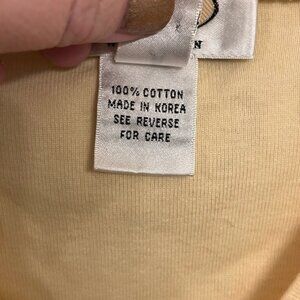 100% COTTON
MADE IN KOREA
SEE REVERSE
FOR CARE